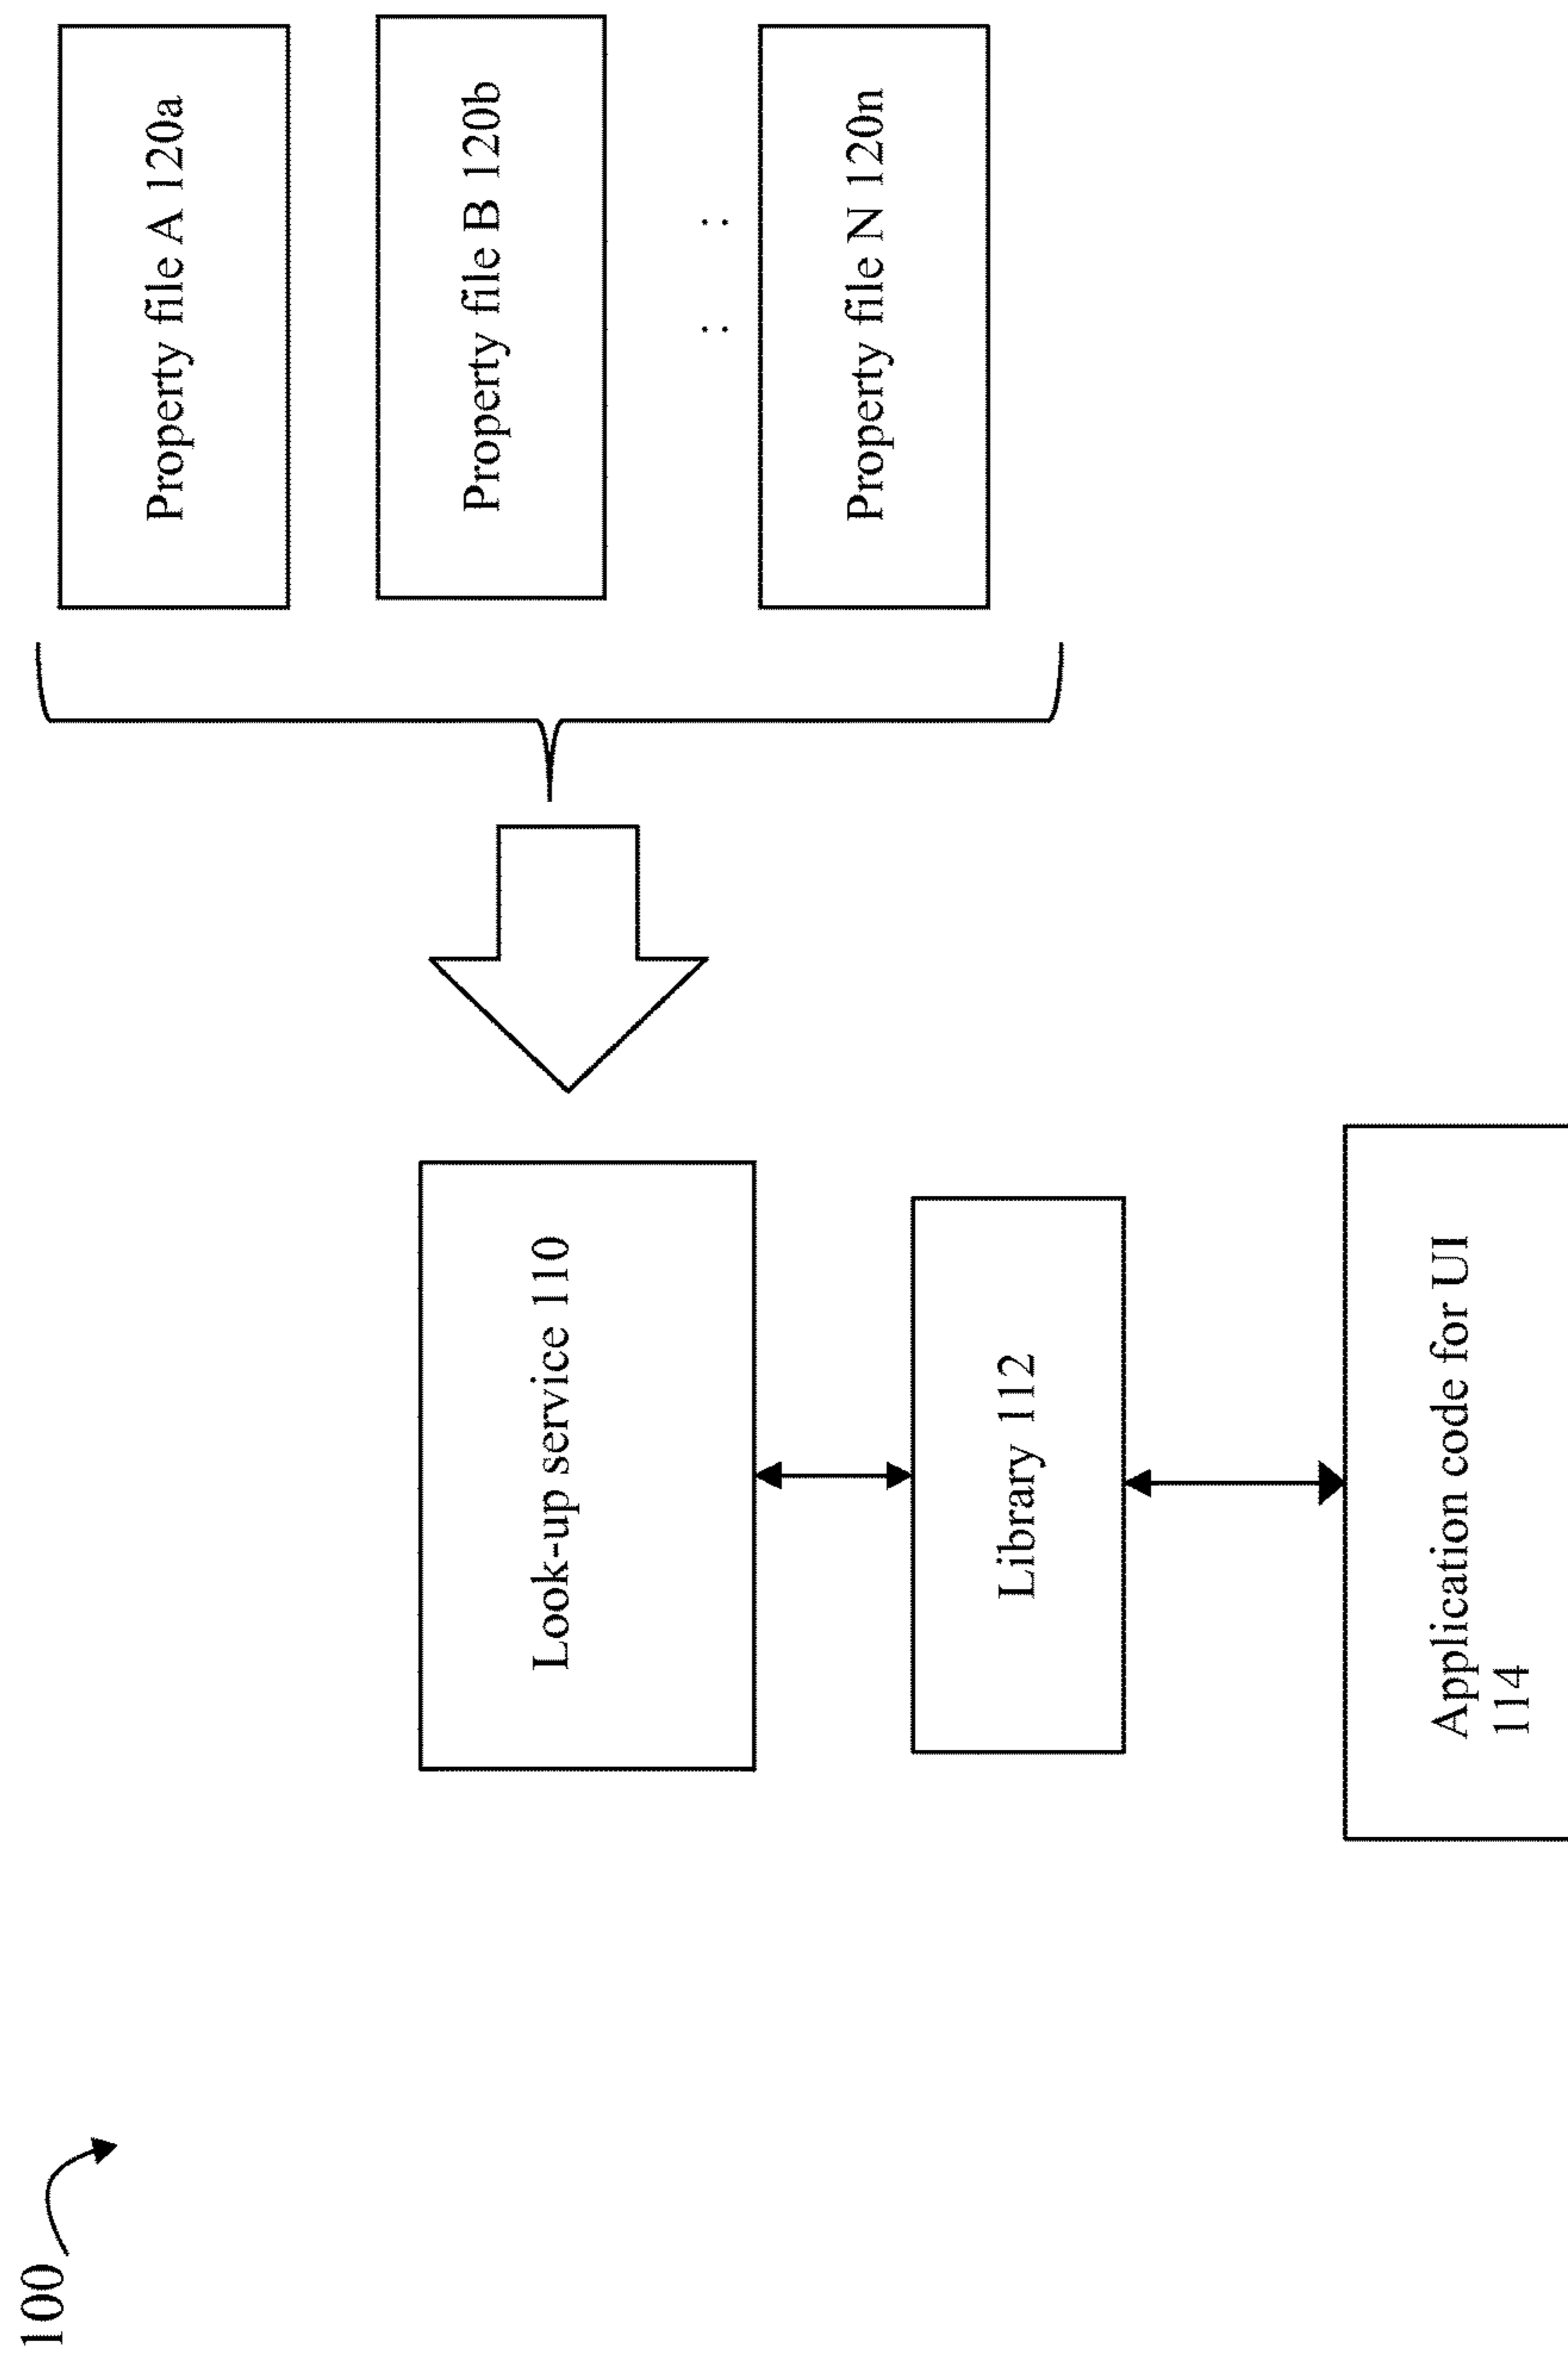 100
Look-up service 110
Library 112
Application code for UI
114
Property file A 120a
Property file B 120b
: :
Property file N 120n